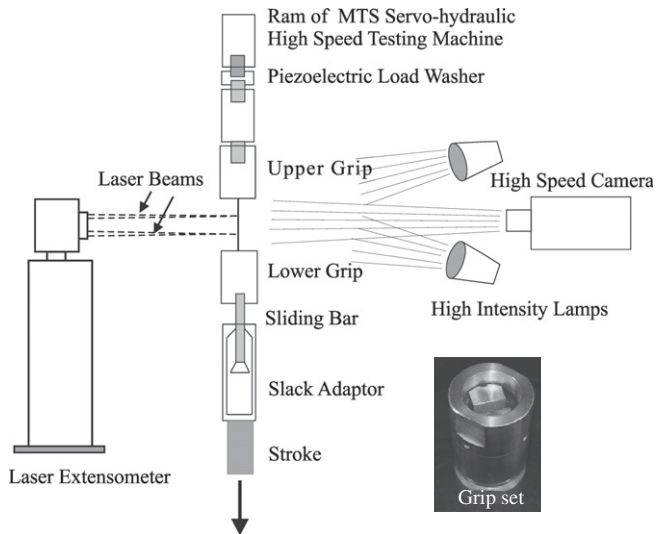 Ram of MTS Servo-hydraulic
High Speed Testing Machine
Piezoelectric Load Washer
Upper Grip
Laser Beams
High Speed Camera
Lower Grip
High Intensity Lamps
Sliding Bar
Slack Adaptor
Stroke
Laser Extensometer
Grip set